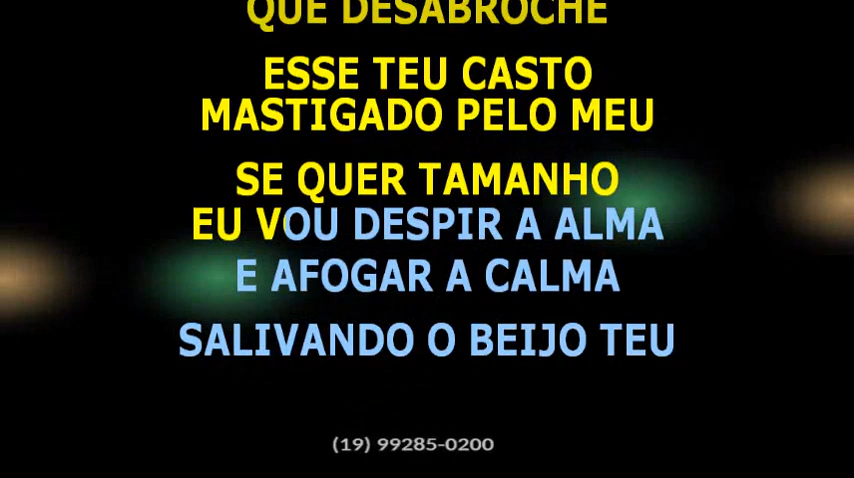 QUE DESABROCHE
ESSE TEU CASTO
MASTIGADO PELO MEU
SE QUER TAMANHO
EU VOU DESPIR A ALMA
E AFOGAR A CALMA
SALIVANDO O BEIJO TEU
(19) 99285-0200